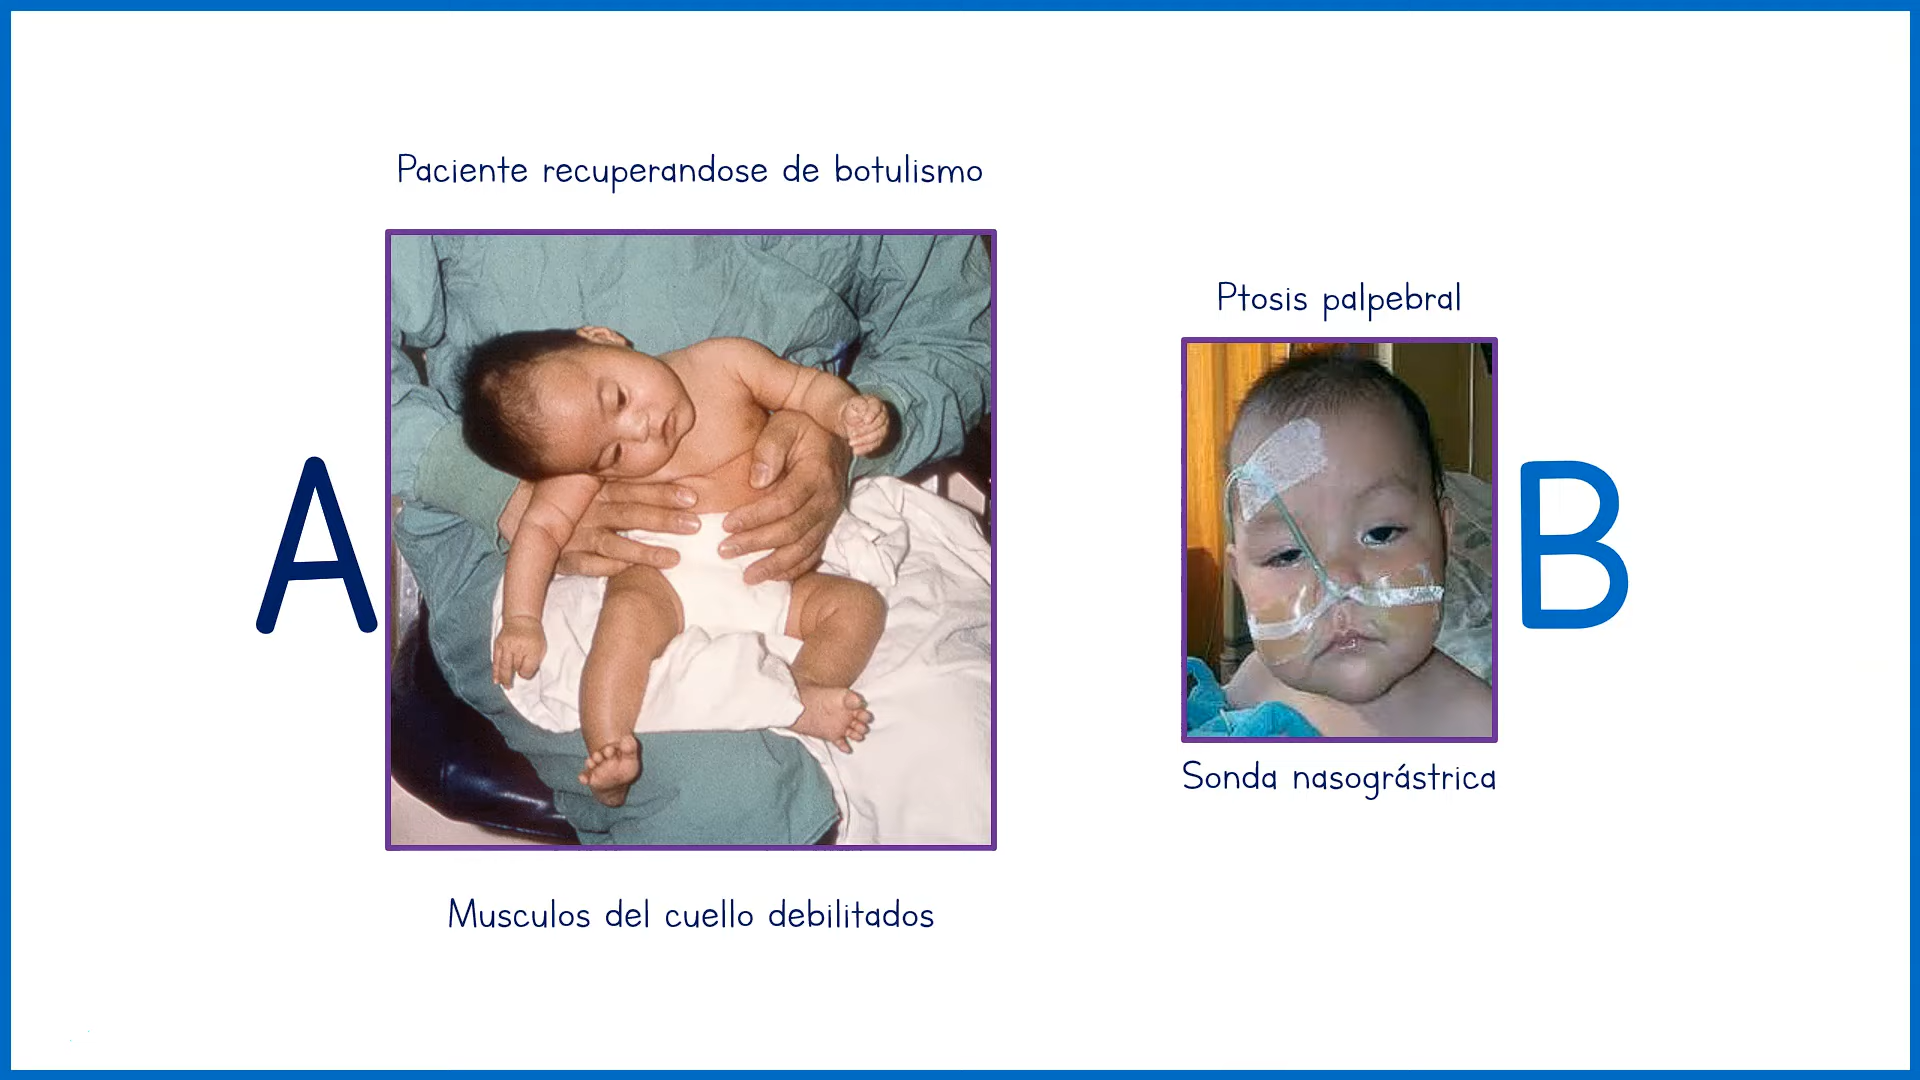 Paciente recuperandose de botulismo
A
Musculos del cuello debilitados
Ptosis palpebral
B
Sonda nasográstrica